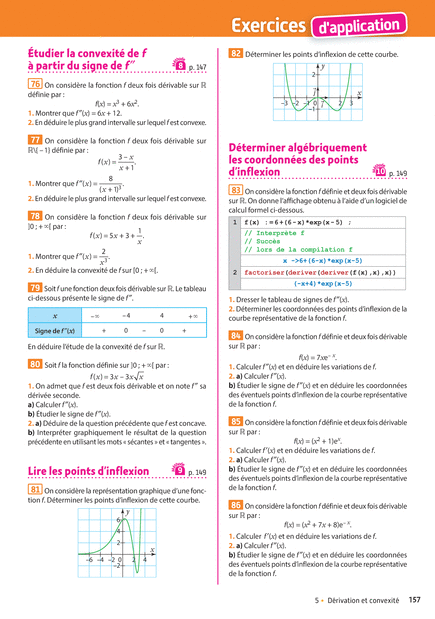 Exercices d'application
Étudier la convexité de f
à partir du signe de f″
8 p. 147
76 On considère la fonction f deux fois dérivable sur ℝ
définie par :
f(x) = x³ + 6x².
1. Montrer que f″(x) = 6x + 12.
2. En déduire le plus grand intervalle sur lequel f est convexe.
77 On considère la fonction f deux fois dérivable sur
ℝ\{−1} définie par :
f(x) = (3 − x)/(x + 1).
1. Montrer que f″(x) = 8/(x + 1)³.
2. En déduire le plus grand intervalle sur lequel f est convexe.
78 On considère la fonction f deux fois dérivable sur
]0 ; +∞[ par :
f(x) = 5x + 3 + 1/x.
1. Montrer que f″(x) = 2/x³.
2. En déduire la convexité de f sur ]0 ; +∞[.
79 Soit f une fonction deux fois dérivable sur ℝ. Le tableau
ci-dessous présente le signe de f″.
x −∞ −4 4 +∞
Signe de f″(x) + 0 − 0 +
En déduire l'étude de la convexité de f sur ℝ.
80 Soit f la fonction définie sur ]0 ; +∞[ par :
f(x) = 3x − 3x√x
1. On admet que f est deux fois dérivable et on note f″ sa
dérivée seconde.
a) Calculer f″(x).
b) Étudier le signe de f″(x).
2. a) Déduire de la question précédente que f est concave.
b) Interpréter graphiquement le résultat de la question
précédente en utilisant les mots « sécantes » et « tangentes ».
Lire les points d'inflexion
9 p. 149
81 On considère la représentation graphique d'une fonc-
tion f. Déterminer les points d'inflexion de cette courbe.
y
6
4
2
−6 −4 −2 0 2 4 x
−2
82 Déterminer les points d'inflexion de cette courbe.
y
2
1
−3 −2 −1 0 1 2 3 x
Déterminer algébriquement
les coordonnées des points
d'inflexion
10 p. 149
83 On considère la fonction f définie et deux fois dérivable
sur ℝ. On donne l'affichage obtenu à l'aide d'un logiciel de
calcul formel ci-dessous.
1 f(x) :=6+(6-x)*exp(x-5) ;
// Interprète f
// Succès
// lors de la compilation f
x ->6+(6-x)*exp(x-5)
2 factoriser(deriver(deriver(f(x),x),x))
(-x+4)*exp(x-5)
1. Dresser le tableau de signes de f″(x).
2. Déterminer les coordonnées des points d'inflexion de la
courbe représentative de la fonction f.
84 On considère la fonction f définie et deux fois dérivable
sur ℝ par :
f(x) = 7xe⁻ˣ.
1. Calculer f′(x) et en déduire les variations de f.
2. a) Calculer f″(x).
b) Étudier le signe de f″(x) et en déduire les coordonnées
des éventuels points d'inflexion de la courbe représentative
de la fonction f.
85 On considère la fonction f définie et deux fois dérivable
sur ℝ par :
f(x) = (x² + 1)eˣ.
1. Calculer f′(x) et en déduire les variations de f.
2. a) Calculer f″(x).
b) Étudier le signe de f″(x) et en déduire les coordonnées
des éventuels points d'inflexion de la courbe représentative
de la fonction f.
86 On considère la fonction f définie et deux fois dérivable
sur ℝ par :
f(x) = (x² + 7x + 8)e⁻ˣ.
1. Calculer f′(x) et en déduire les variations de f.
2. a) Calculer f″(x).
b) Étudier le signe de f″(x) et en déduire les coordonnées
des éventuels points d'inflexion de la courbe représentative
de la fonction f.
5 • Dérivation et convexité 157